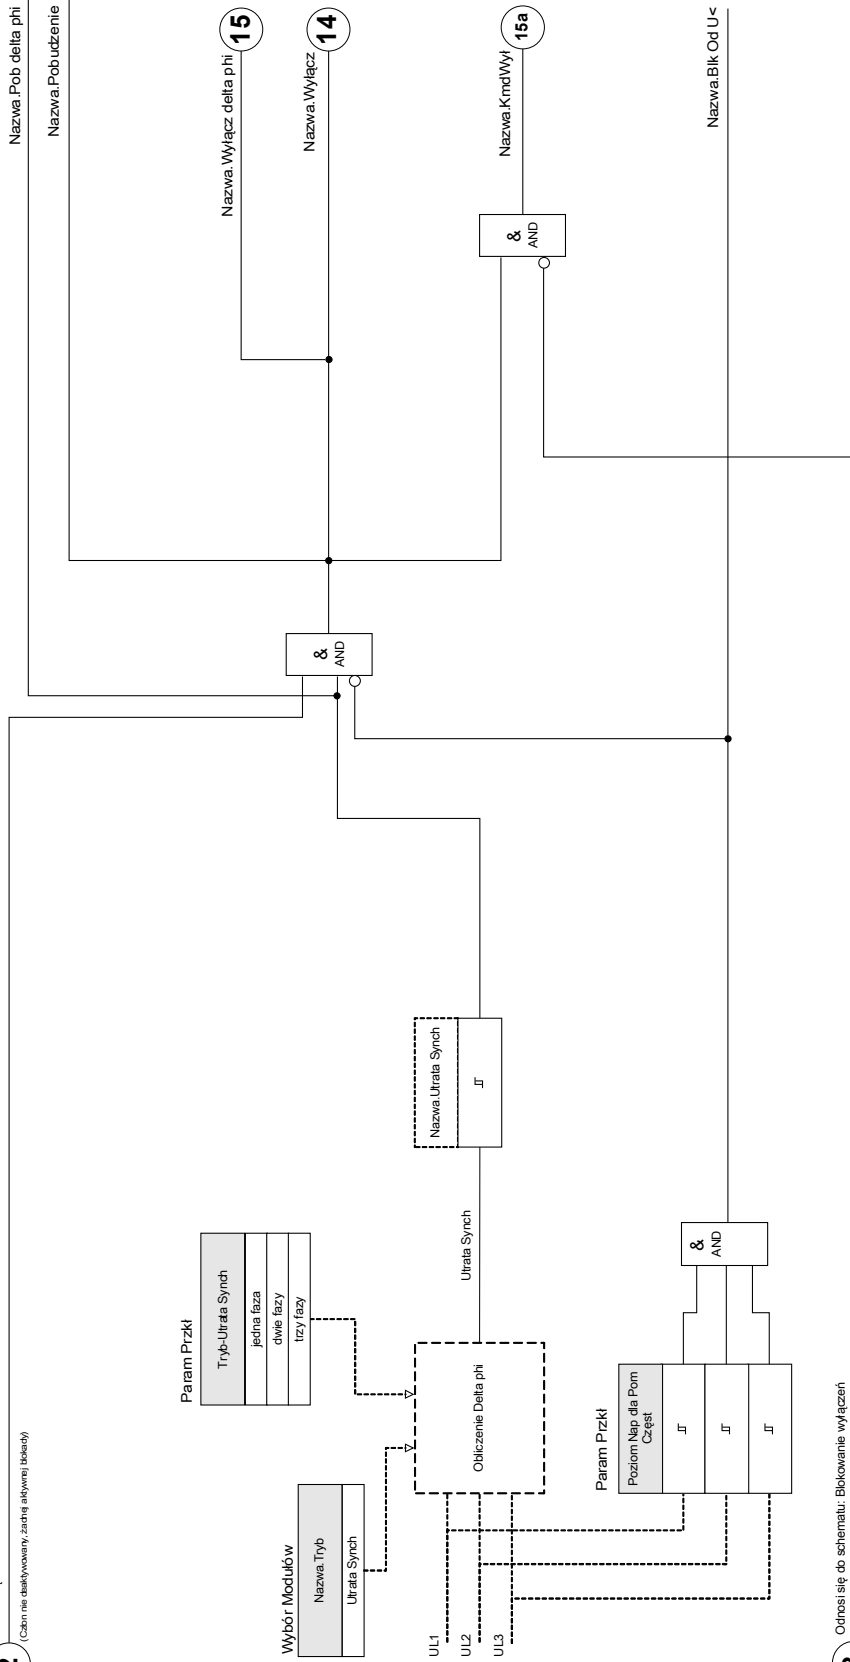 Nazwa.Pob delta phi
Nazwa.Pobudzenie
Nazwa.Wyłącz delta phi
15
Nazwa.Wyłącz
14
Nazwa.KmdWył
15a
Nazwa.Blk Od U<
&
AND
&
AND
&
AND
(Człon nie deaktywowany, żadnej aktywnej blokady)
Param Przkł
Tryb-Utrata Synch
jedna faza
dwie fazy
trzy fazy
Wybór Modułów
Nazwa.Tryb
Utrata Synch
Obliczenie Delta phi
Utrata Synch
Nazwa.Utrata Synch
UL1
UL2
UL3
Param Przkł
Poziom Nap dla Pom
Częst
Odnosi się do schematu: Blokowanie wyłączeń